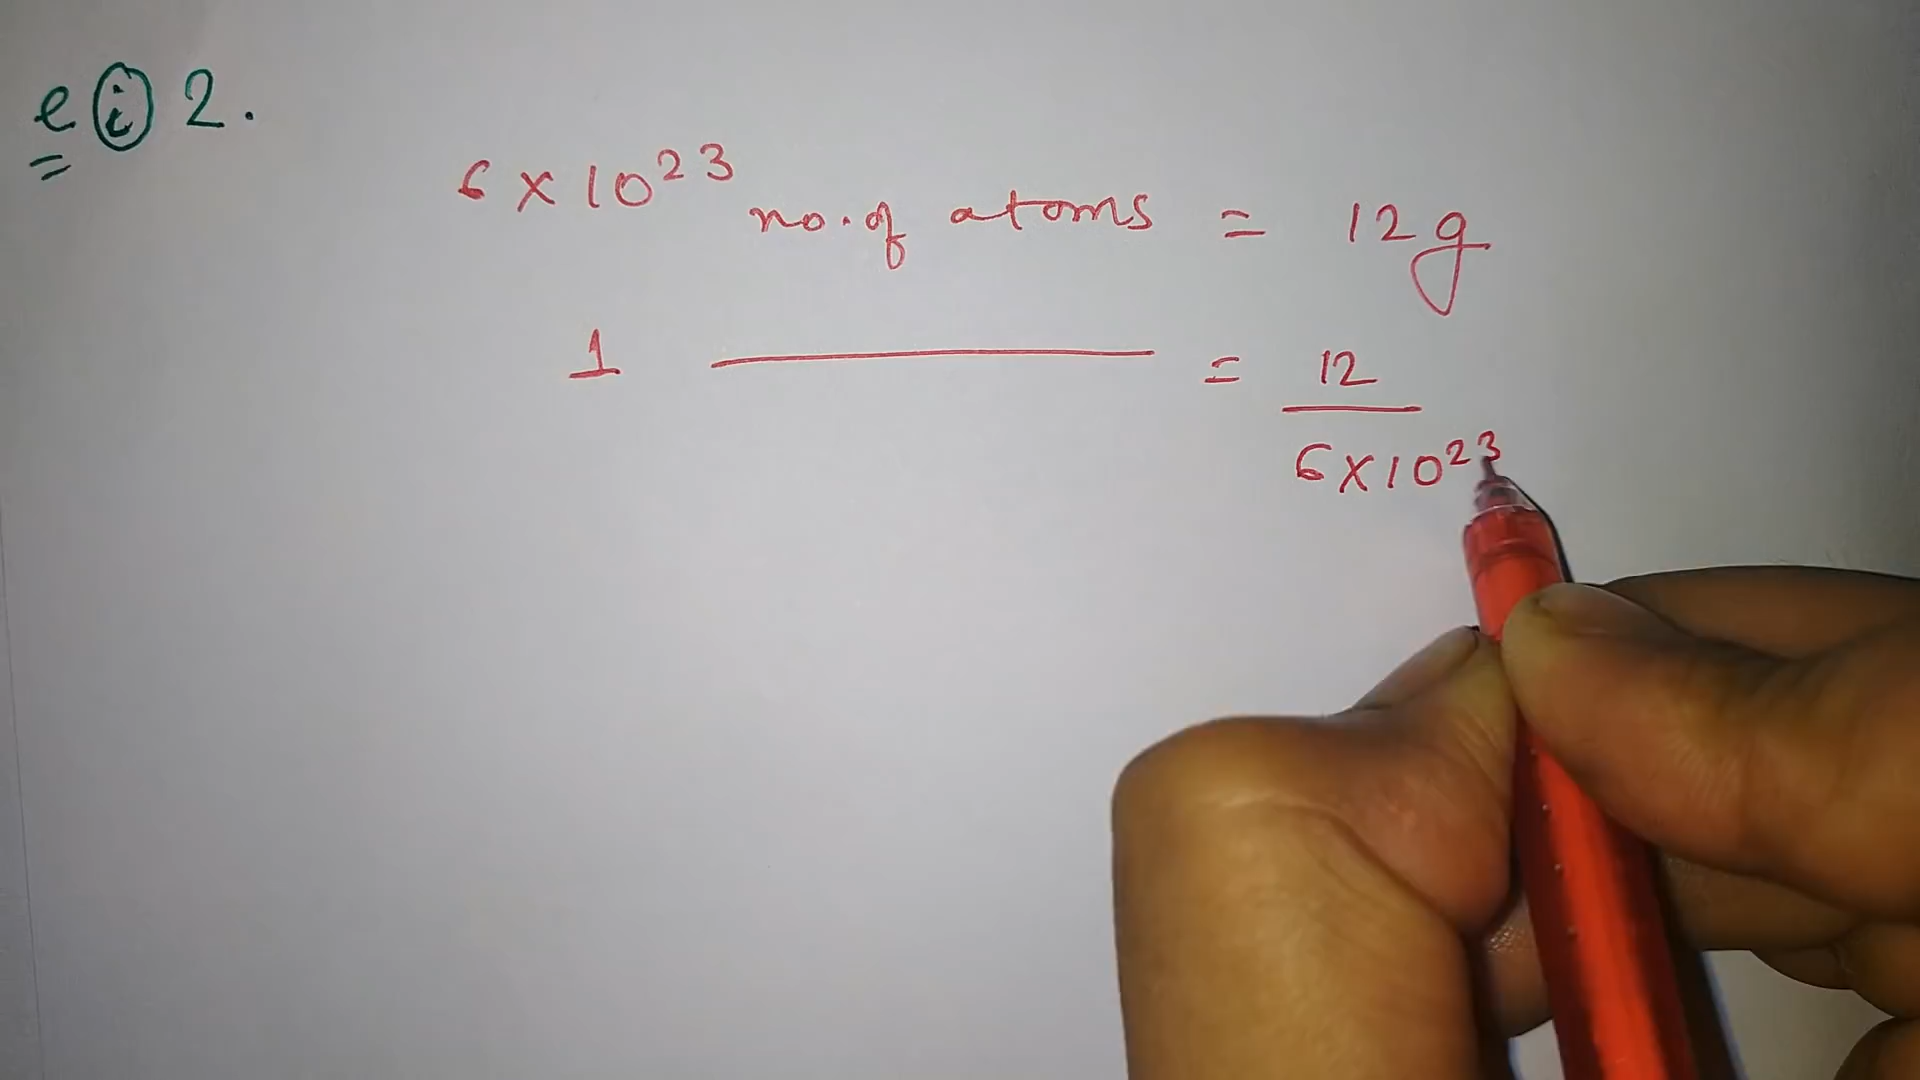 e (i) 2.
6 × 10²³ no. of atoms = 12g
1 ——— = 12
6×10²³